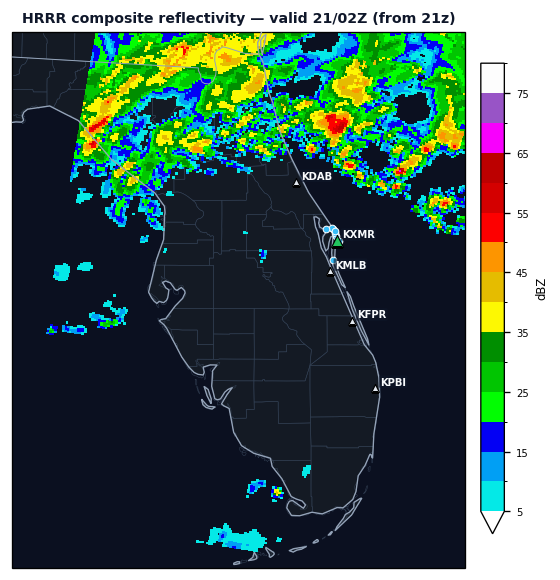 HRRR composite reflectivity — valid 21/02Z (from 21z)
KDAB
KXMR
KMLB
KFPR
KPBI
75
65
55
45
35
25
15
5
dBZ